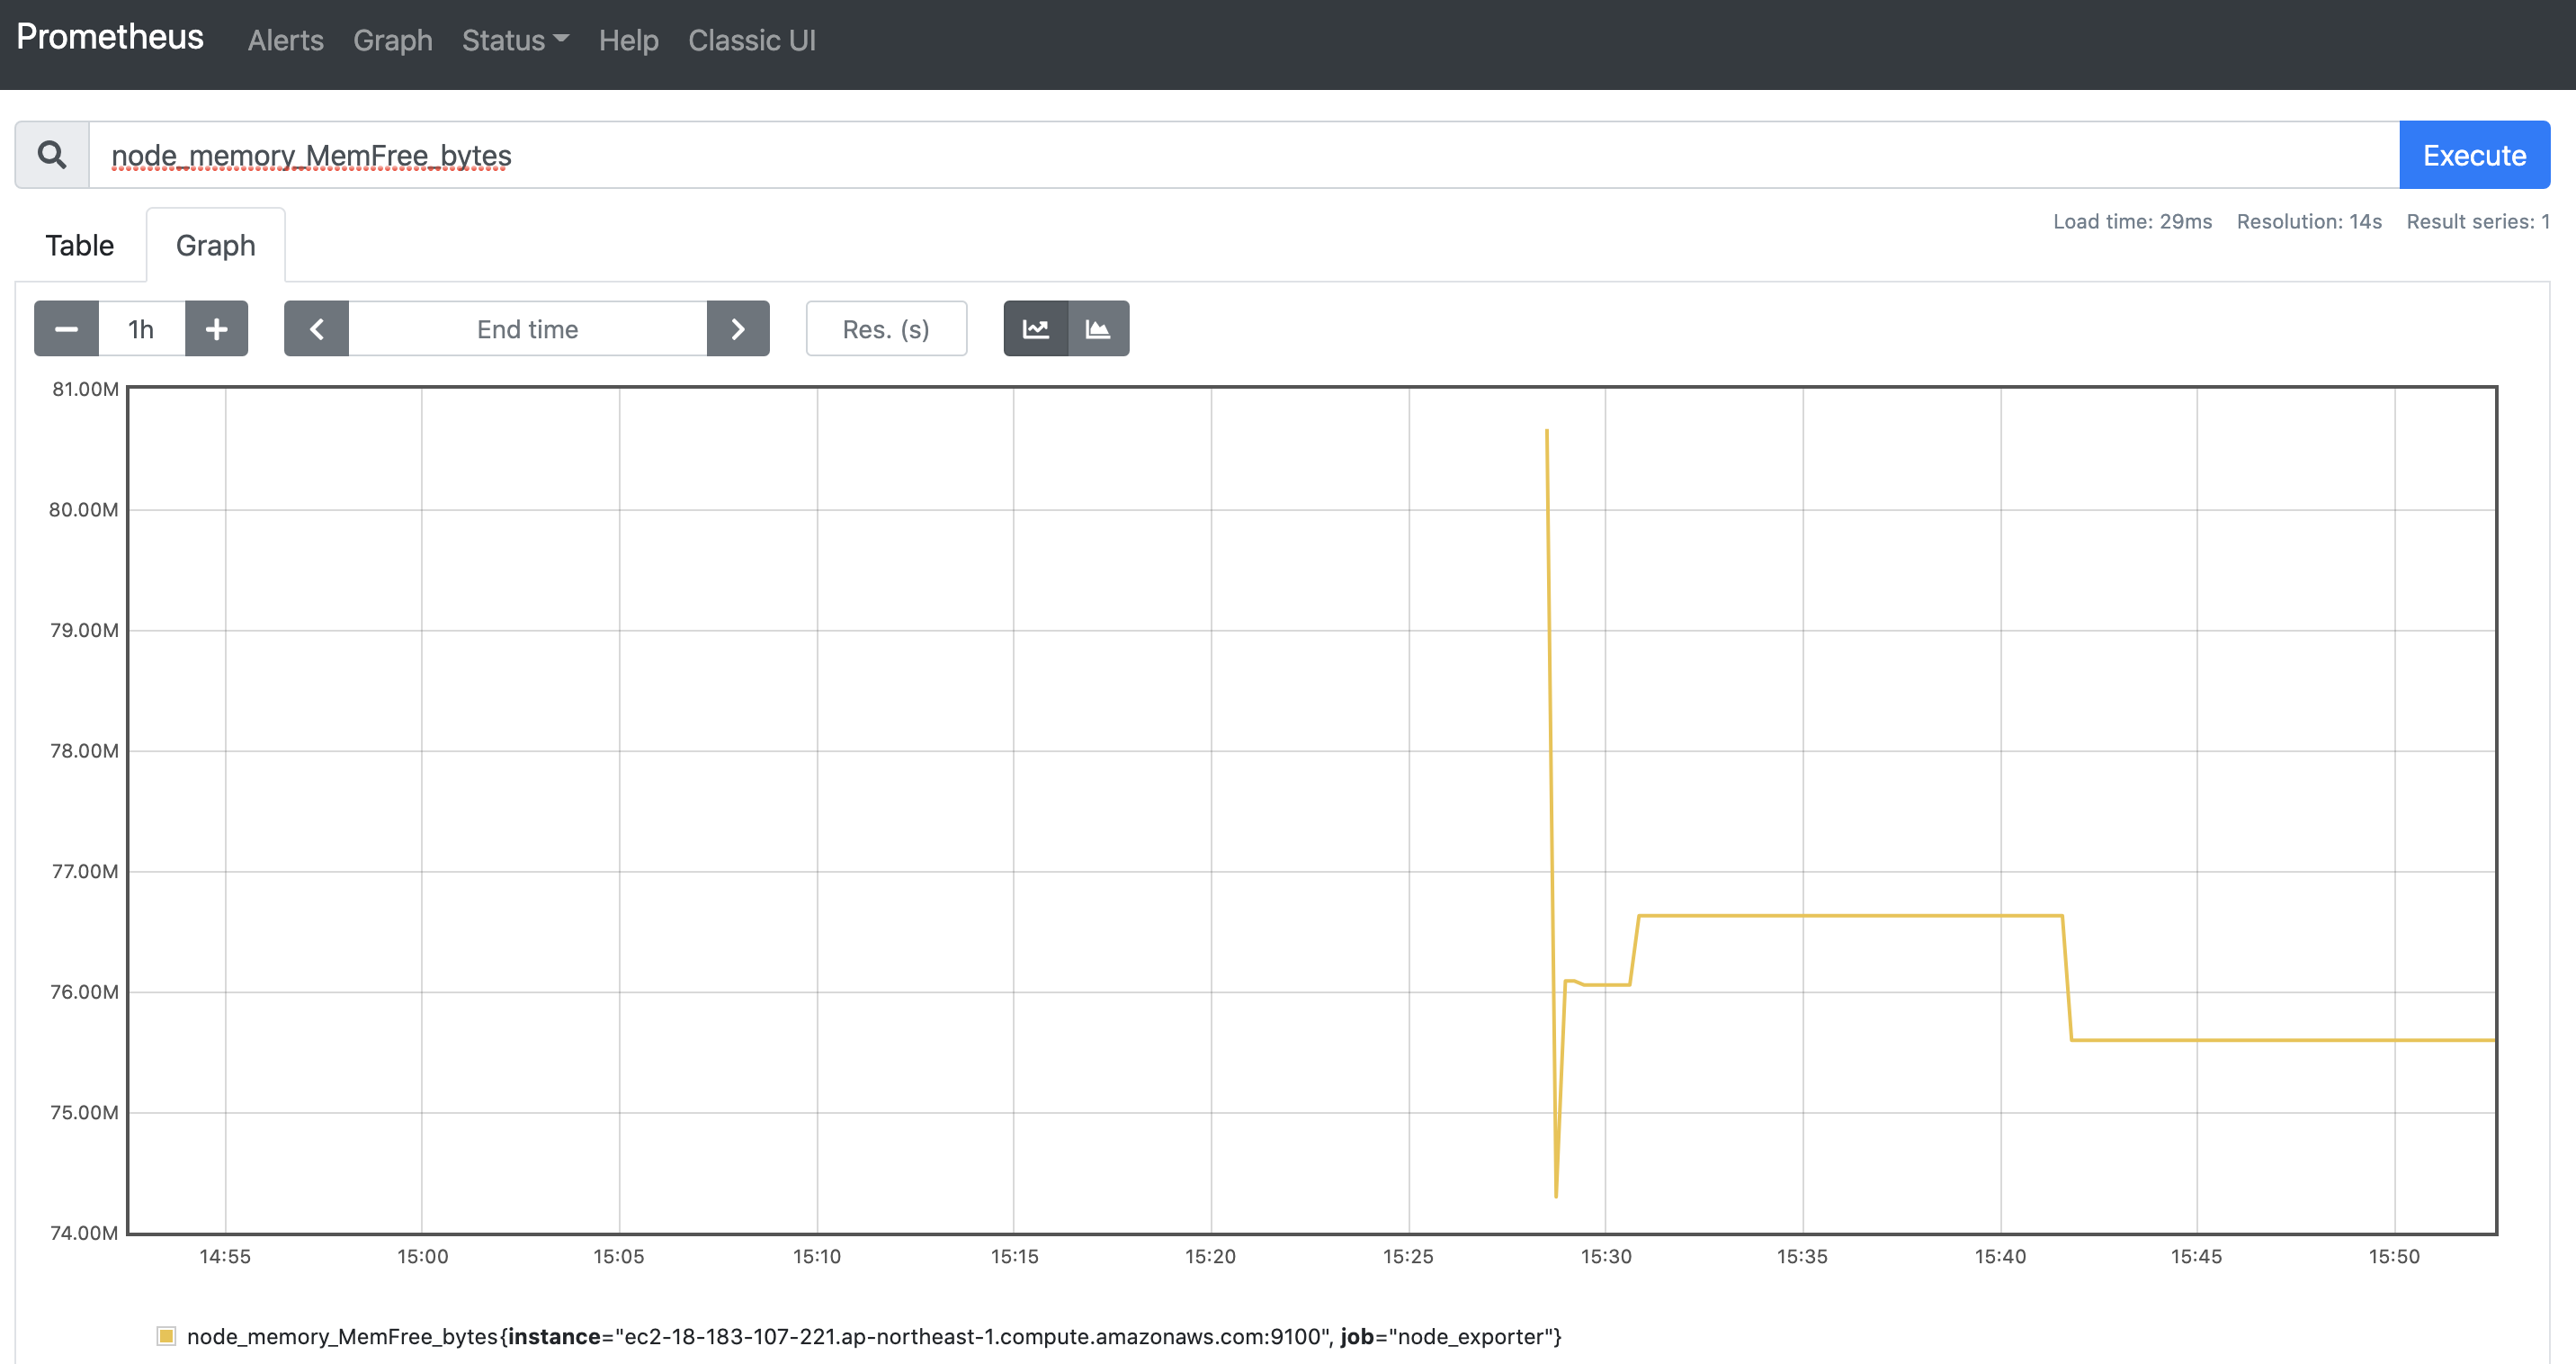 Prometheus Alerts Graph Status Help Classic UI
node_memory_MemFree_bytes Execute
Load time: 29ms Resolution: 14s Result series: 1
Table Graph
1h End time Res. (s)
81.00M
80.00M
79.00M
78.00M
77.00M
76.00M
75.00M
74.00M
14:55 15:00 15:05 15:10 15:15 15:20 15:25 15:30 15:35 15:40 15:45 15:50
node_memory_MemFree_bytes{instance="ec2-18-183-107-221.ap-northeast-1.compute.amazonaws.com:9100", job="node_exporter"}